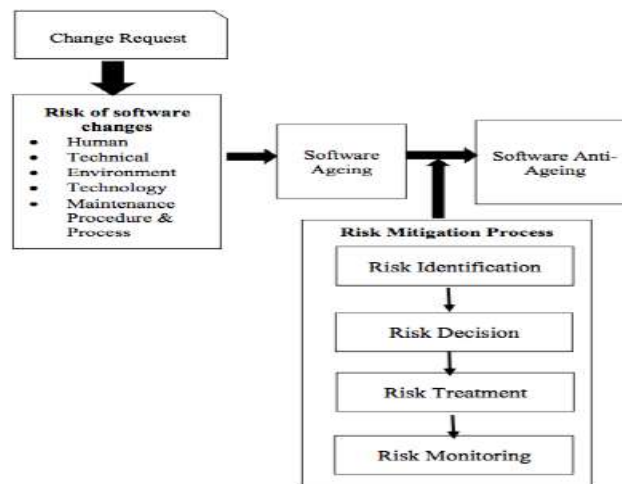 Change Request
Risk of software
changes
• Human
• Technical
• Environment
• Technology
• Maintenance
Procedure &
Process
Software
Ageing
Software Anti-
Ageing
Risk Mitigation Process
Risk Identification
Risk Decision
Risk Treatment
Risk Monitoring